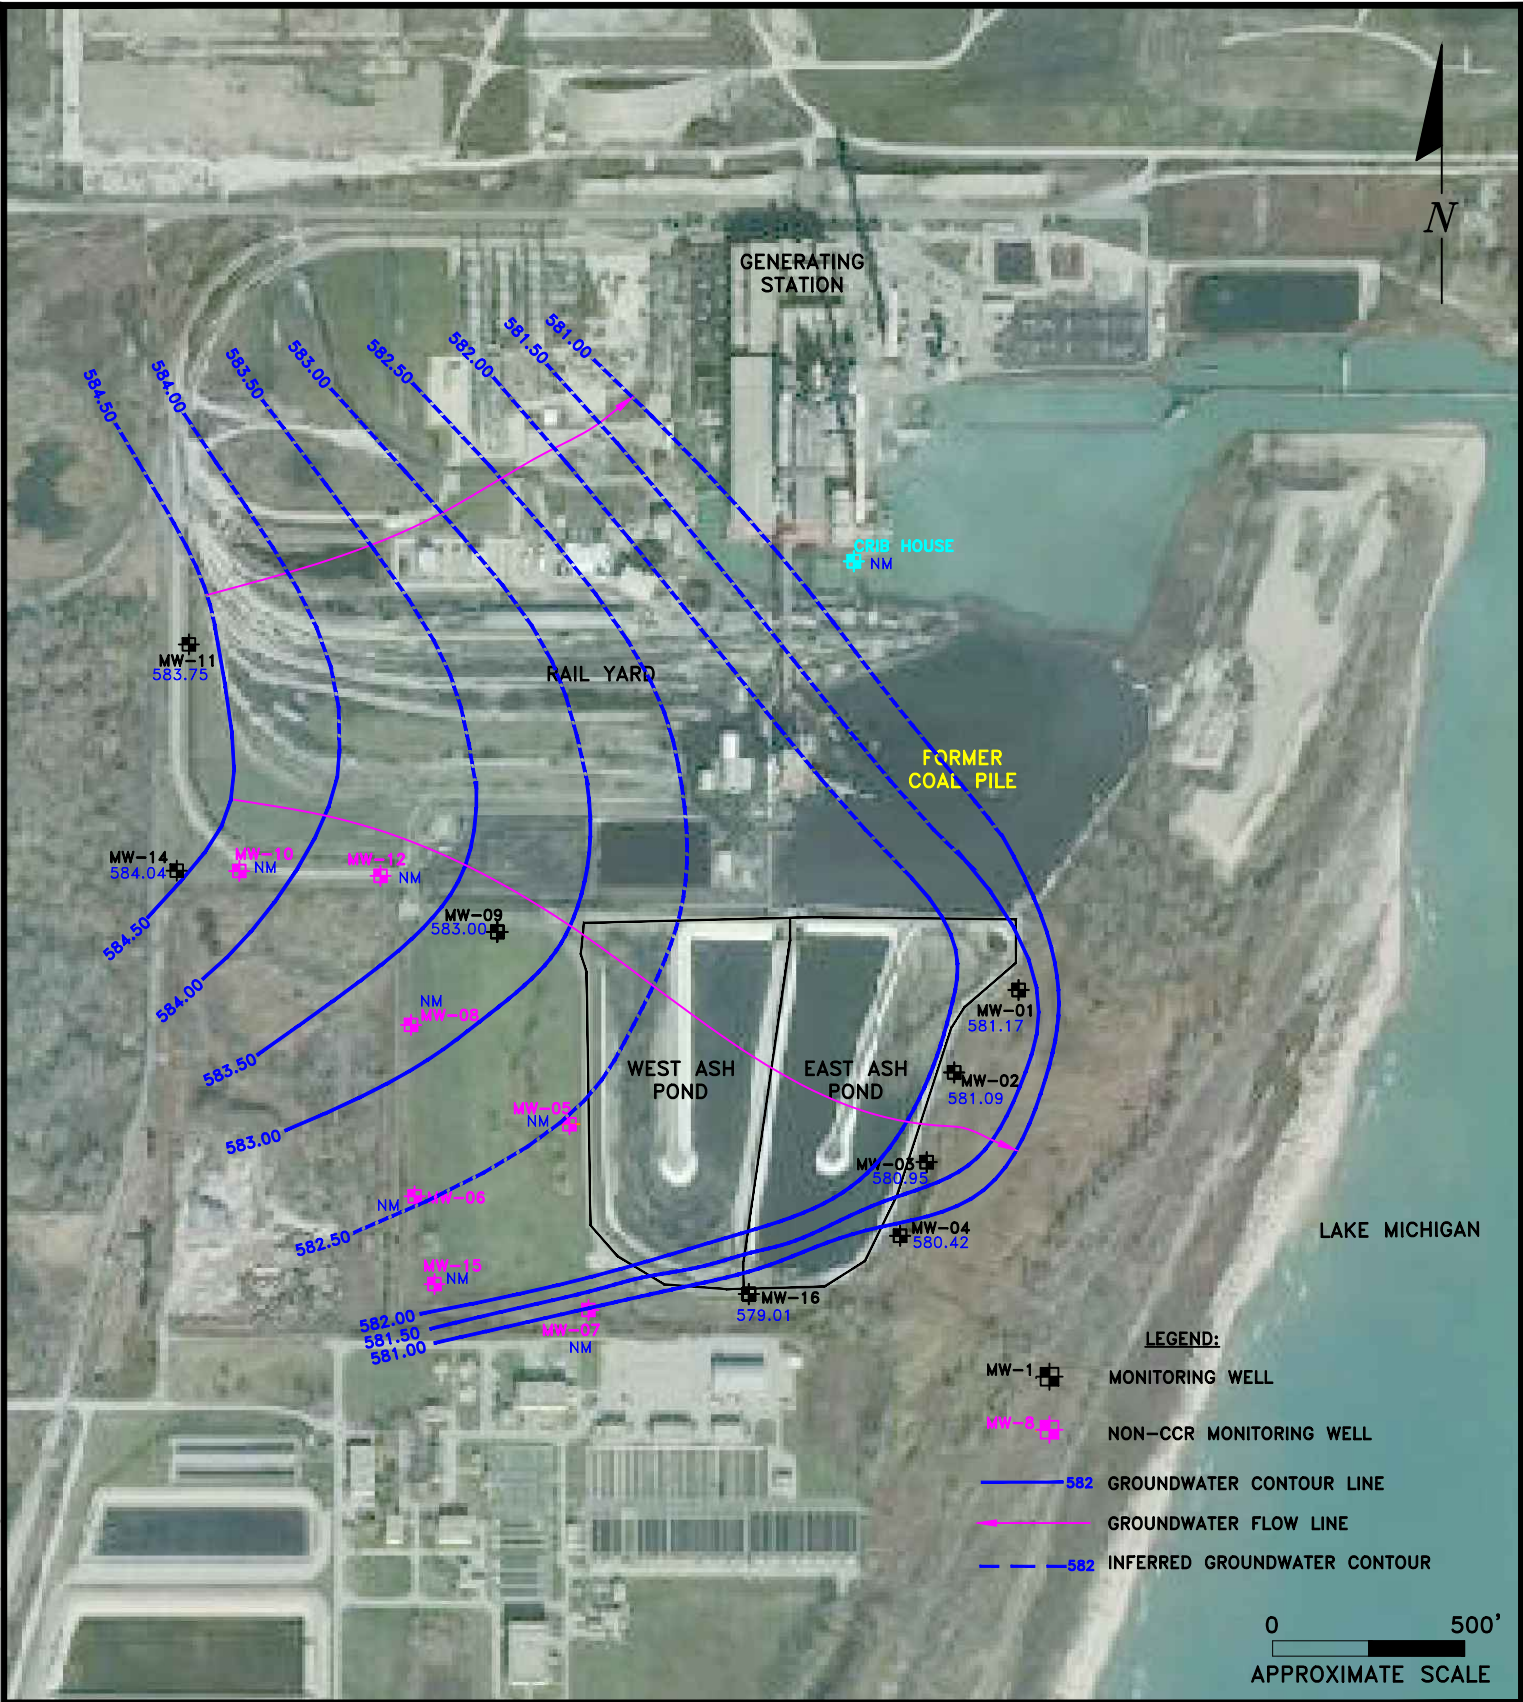 N
GENERATING
STATION
584.50
584.00
583.50
583.00
582.50
582.00
581.50
581.00
CRIB HOUSE
NM
MW-11
583.75
RAIL YARD
FORMER
COAL PILE
MW-14
584.04
MW-10
NM
MW-12
NM
MW-09
583.00
584.50
584.00
NM
MW-08
MW-01
581.17
583.50
WEST ASH
POND
EAST ASH
POND
MW-02
581.09
MW-05
NM
583.00
MW-03
580.95
NM
MW-06
582.50
MW-04
580.42
LAKE MICHIGAN
MW-15
NM
MW-16
579.01
582.00
581.50
581.00
MW-07
NM
LEGEND:
MW-1
MONITORING WELL
MW-8
NON-CCR MONITORING WELL
582
GROUNDWATER CONTOUR LINE
GROUNDWATER FLOW LINE
582
INFERRED GROUNDWATER CONTOUR
0 500'
APPROXIMATE SCALE